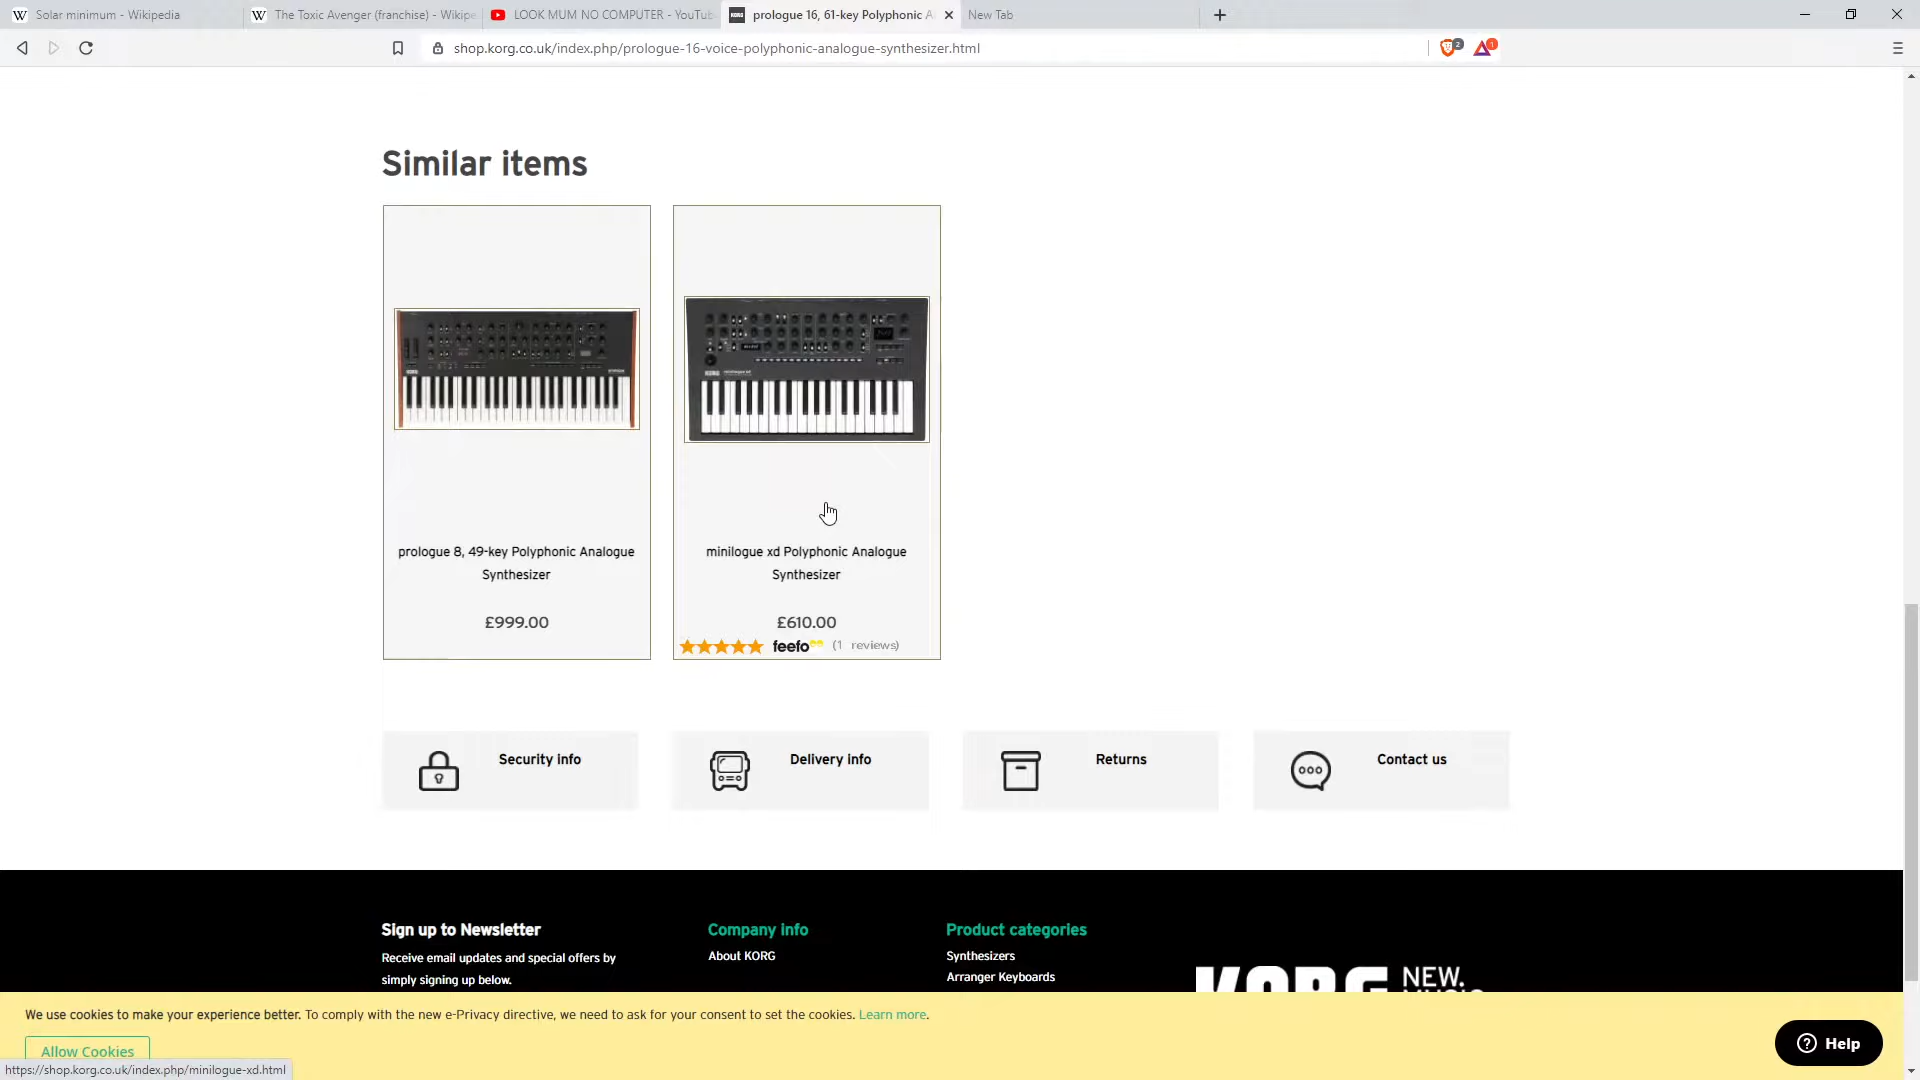 Solar minimum - Wikipedia
The Toxic Avenger (franchise) - Wikipe
LOOK MUM NO COMPUTER - YouTub
prologue 16, 61-key Polyphonic A
New Tab
shop.korg.co.uk/index.php/prologue-16-voice-polyphonic-analogue-synthesizer.html
2
1
Similar items
prologue 8, 49-key Polyphonic Analogue
Synthesizer
£999.00
minilogue xd Polyphonic Analogue
Synthesizer
£610.00
feefo (1 reviews)
Security info
Delivery info
Returns
Contact us
Sign up to Newsletter
Receive email updates and special offers by
simply signing up below.
Company info
About KORG
Product categories
Synthesizers
Arranger Keyboards
KORG
NEW.
MUSIC
We use cookies to make your experience better. To comply with the new e-Privacy directive, we need to ask for your consent to set the cookies. Learn more.
Allow Cookies
Help
https://shop.korg.co.uk/index.php/minilogue-xd.html